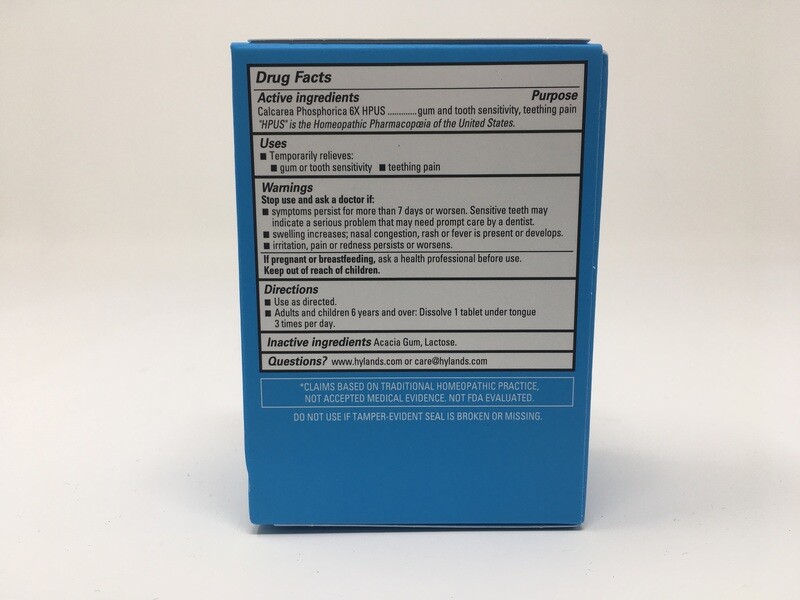 Drug Facts
Active ingredients Purpose
Calcarea Phosphorica 6X HPUS .............gum and tooth sensitivity, teething pain
"HPUS" is the Homeopathic Pharmacopœia of the United States.
Uses
■ Temporarily relieves:
■ gum or tooth sensitivity ■ teething pain
Warnings
Stop use and ask a doctor if:
■ symptoms persist for more than 7 days or worsen. Sensitive teeth may
indicate a serious problem that may need prompt care by a dentist.
■ swelling increases; nasal congestion, rash or fever is present or develops.
■ irritation, pain or redness persists or worsens.
If pregnant or breastfeeding, ask a health professional before use.
Keep out of reach of children.
Directions
■ Use as directed.
■ Adults and children 6 years and over: Dissolve 1 tablet under tongue
3 times per day.
Inactive ingredients Acacia Gum, Lactose.
Questions? www.hylands.com or care@hylands.com
*CLAIMS BASED ON TRADITIONAL HOMEOPATHIC PRACTICE,
NOT ACCEPTED MEDICAL EVIDENCE. NOT FDA EVALUATED.
DO NOT USE IF TAMPER-EVIDENT SEAL IS BROKEN OR MISSING.